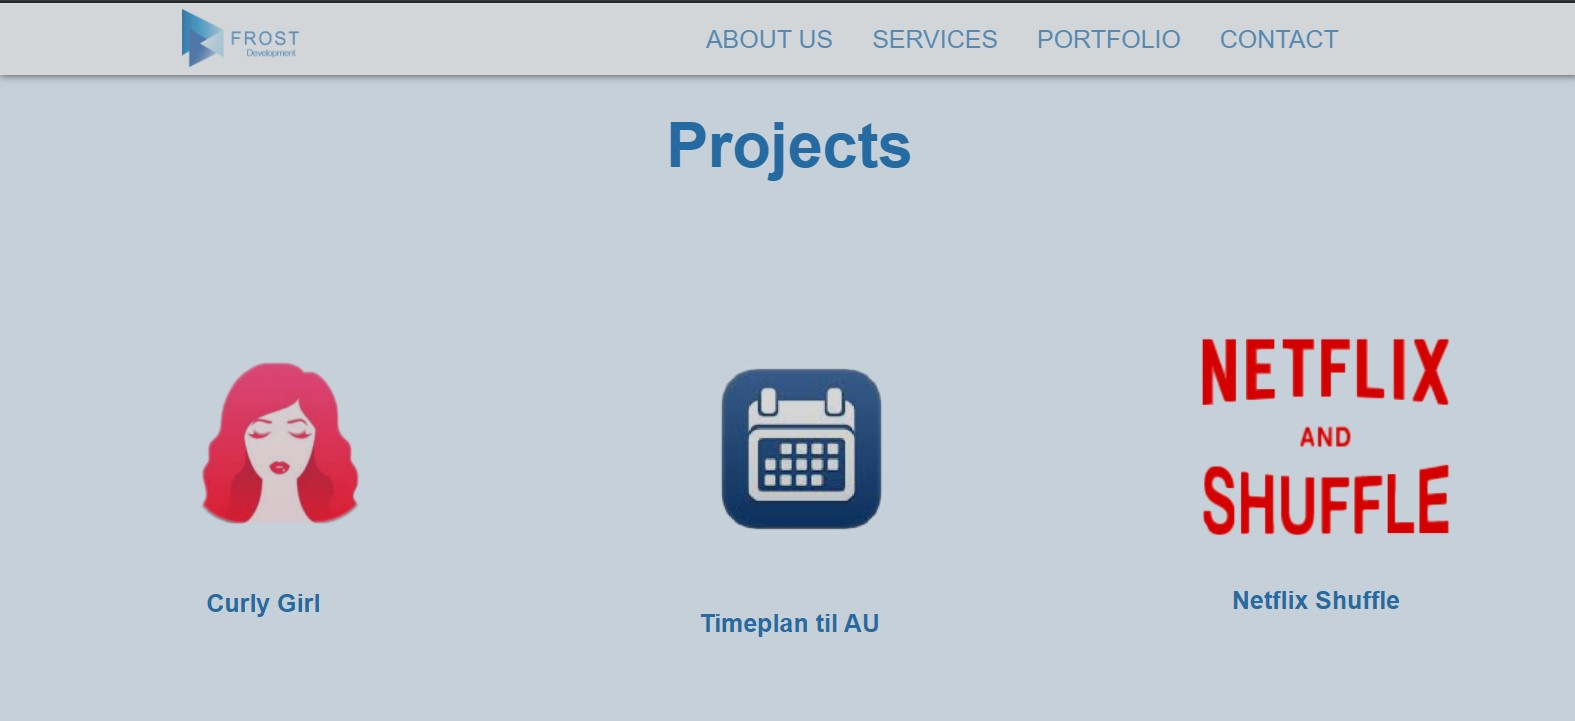 FROST
Development
ABOUT US SERVICES PORTFOLIO CONTACT
Projects
NETFLIX
AND
SHUFFLE
Curly Girl
Timeplan til AU
Netflix Shuffle